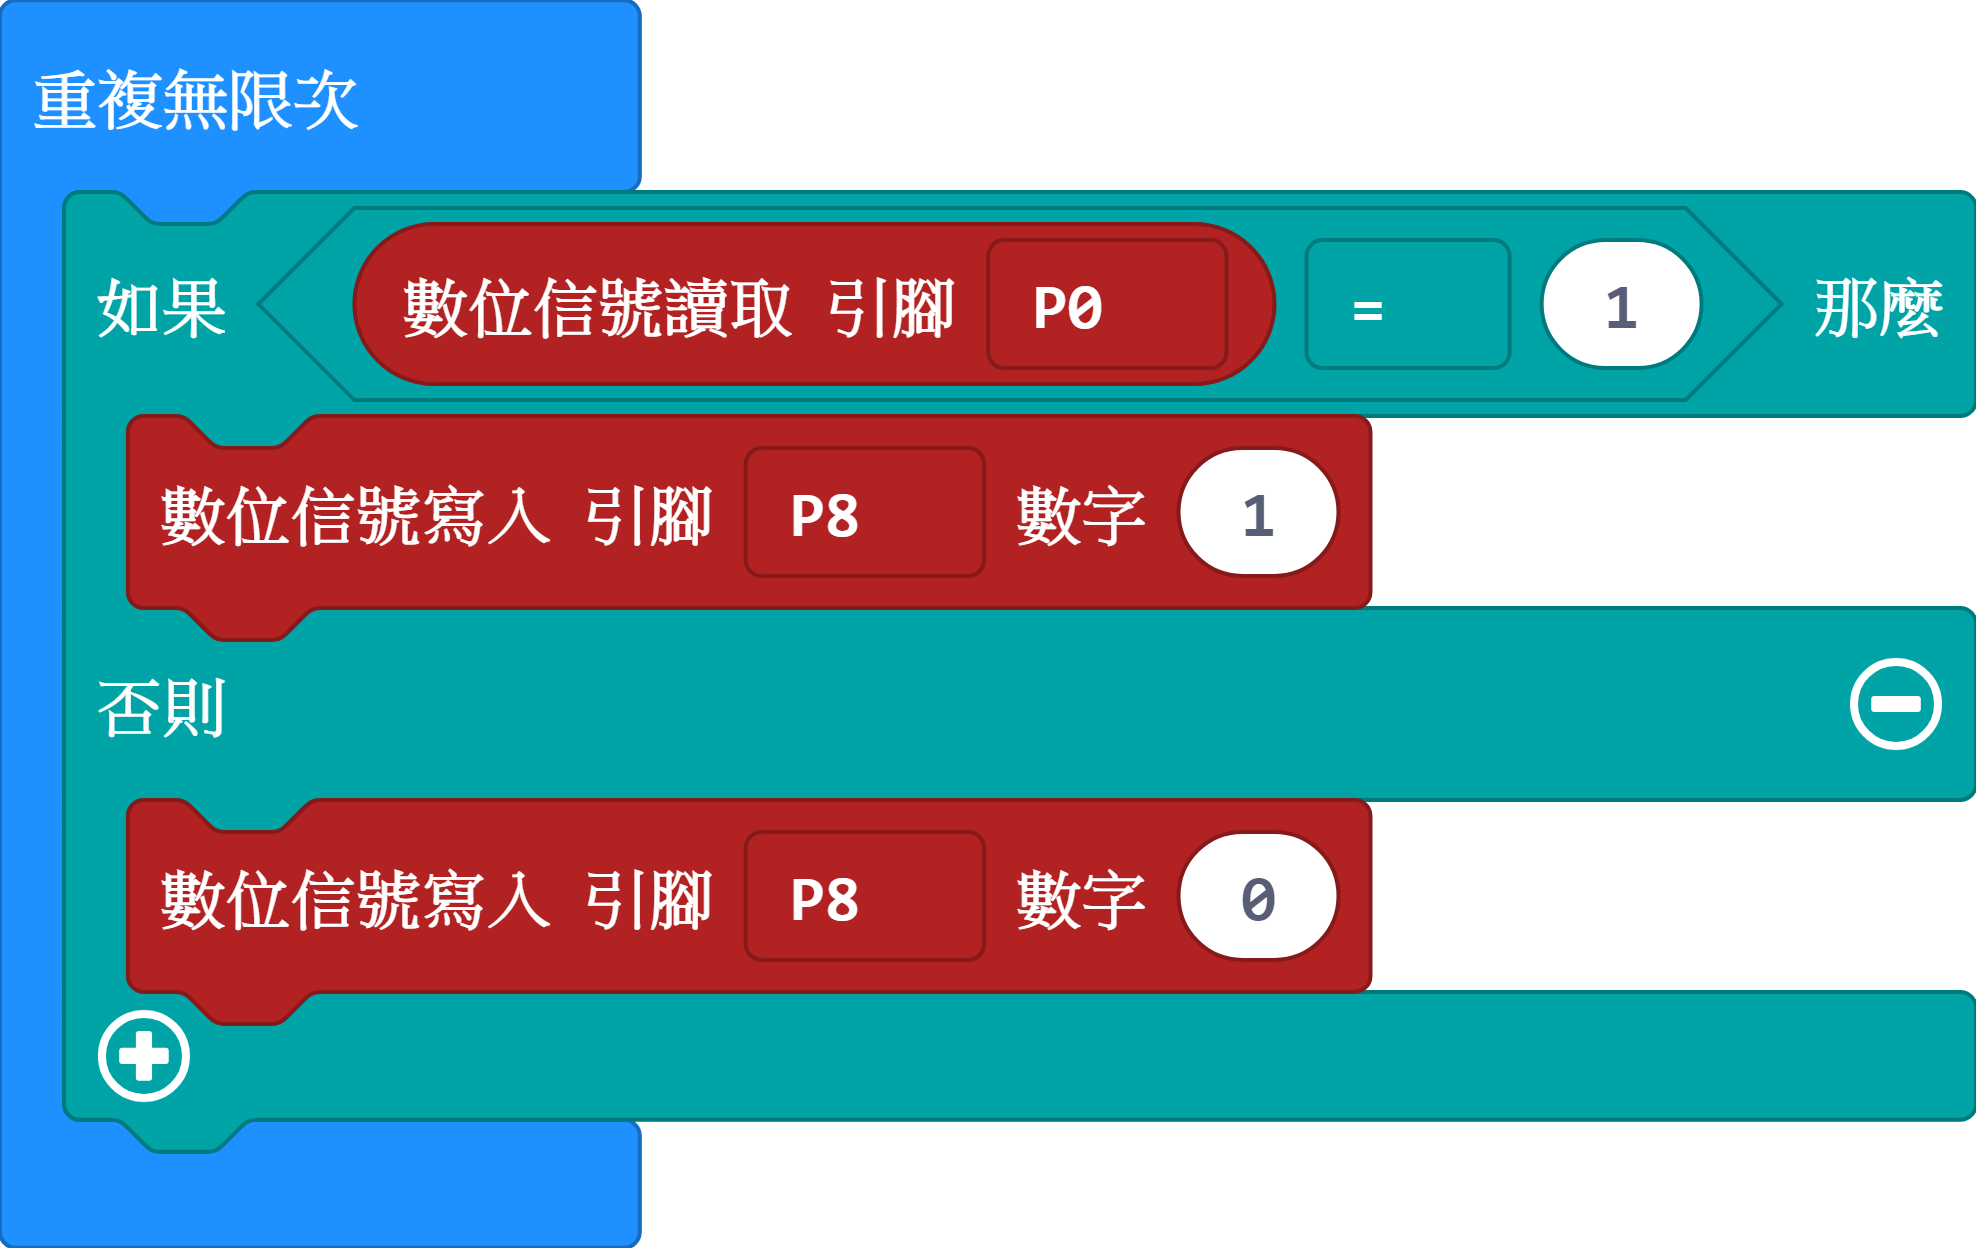 重複無限次
如果 數位信號讀取 引腳 P0 = 1 那麼
數位信號寫入 引腳 P8 數字 1
否則
數位信號寫入 引腳 P8 數字 0